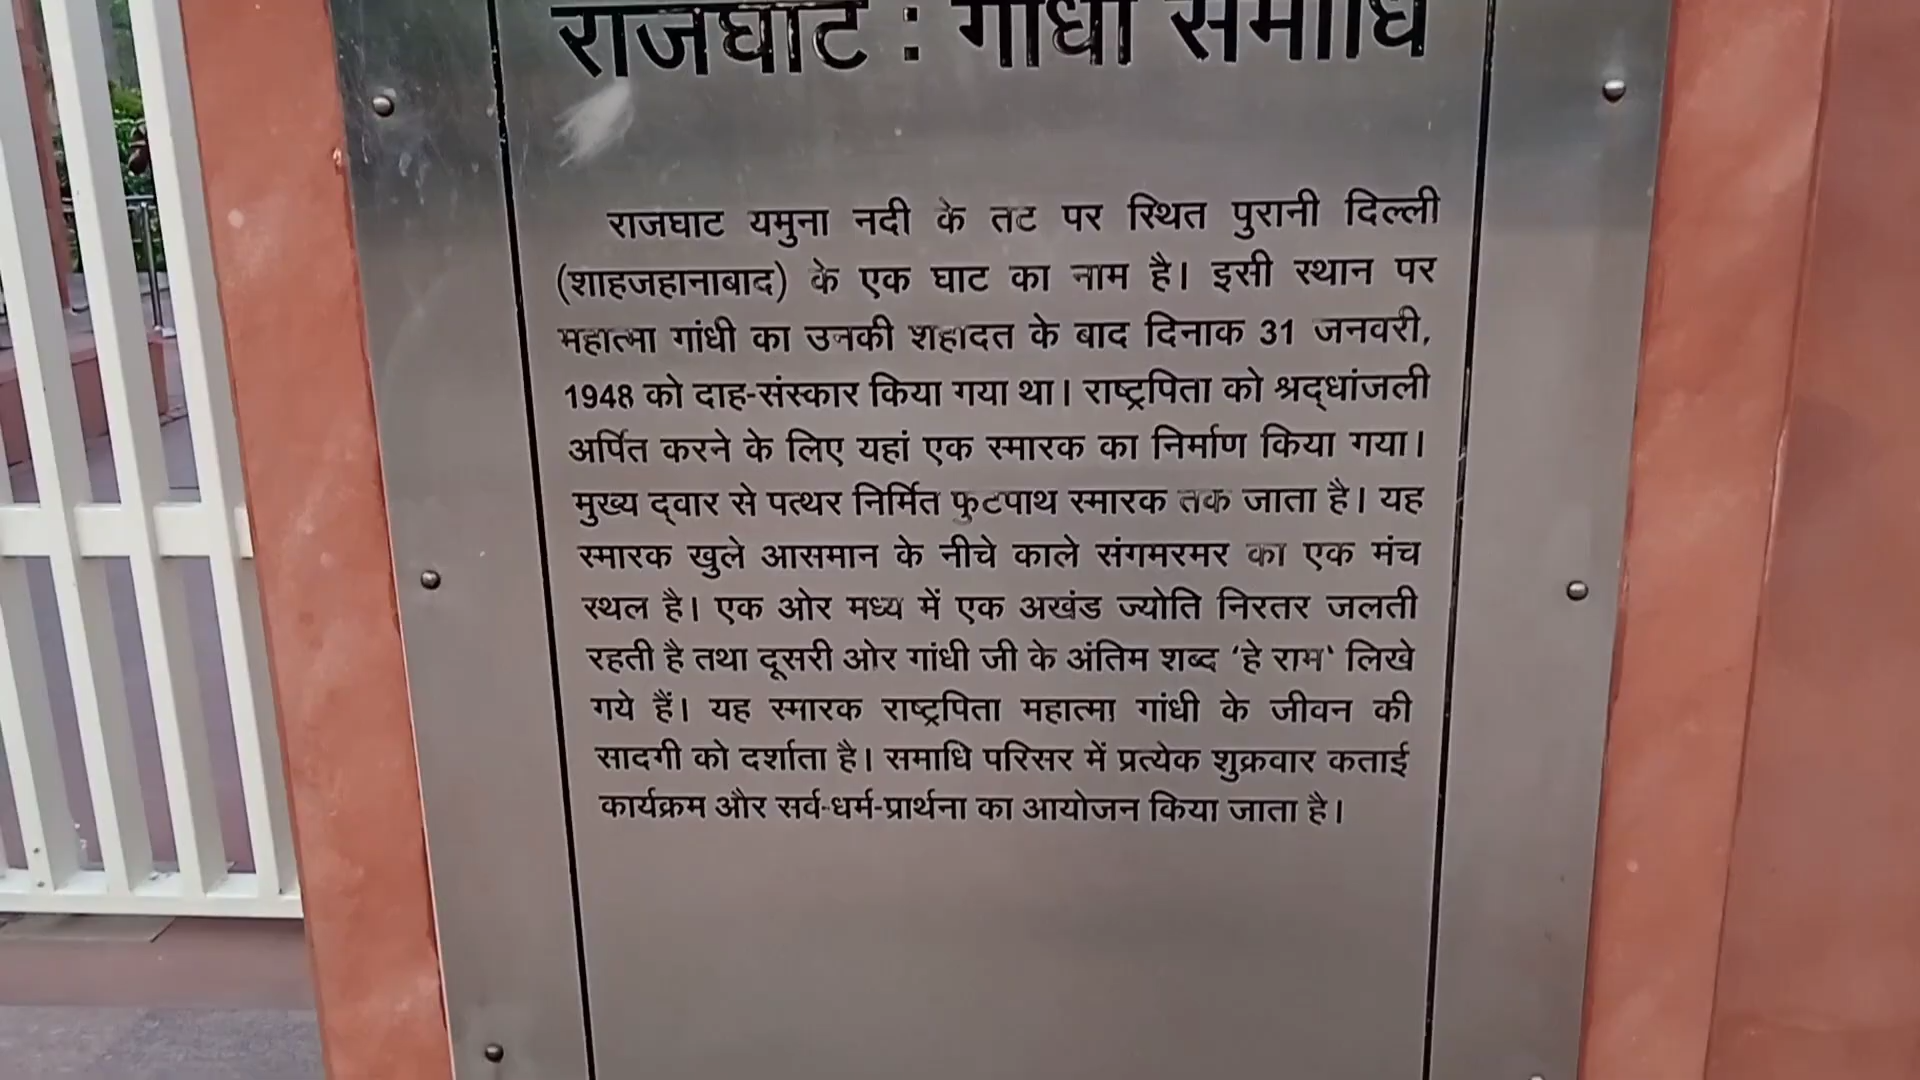 राजघाट : गांधी समाधि
राजघाट यमुना नदी के तट पर स्थित पुरानी दिल्ली
(शाहजहानाबाद) के एक घाट का नाम है। इसी स्थान पर
महात्मा गांधी का उनकी शहादत के बाद दिनाक 31 जनवरी,
1948 को दाह-संस्कार किया गया था। राष्ट्रपिता को श्रद्धांजली
अर्पित करने के लिए यहां एक स्मारक का निर्माण किया गया।
मुख्य द्वार से पत्थर निर्मित फुटपाथ स्मारक तक जाता है। यह
स्मारक खुले आसमान के नीचे काले संगमरमर का एक मंच
स्थल है। एक ओर मध्य में एक अखंड ज्योति निरतर जलती
रहती है तथा दूसरी ओर गांधी जी के अंतिम शब्द ‘हे राम‘ लिखे
गये हैं। यह स्मारक राष्ट्रपिता महात्मा गांधी के जीवन की
सादगी को दर्शाता है। समाधि परिसर में प्रत्येक शुक्रवार कताई
कार्यक्रम और सर्व-धर्म-प्रार्थना का आयोजन किया जाता है।